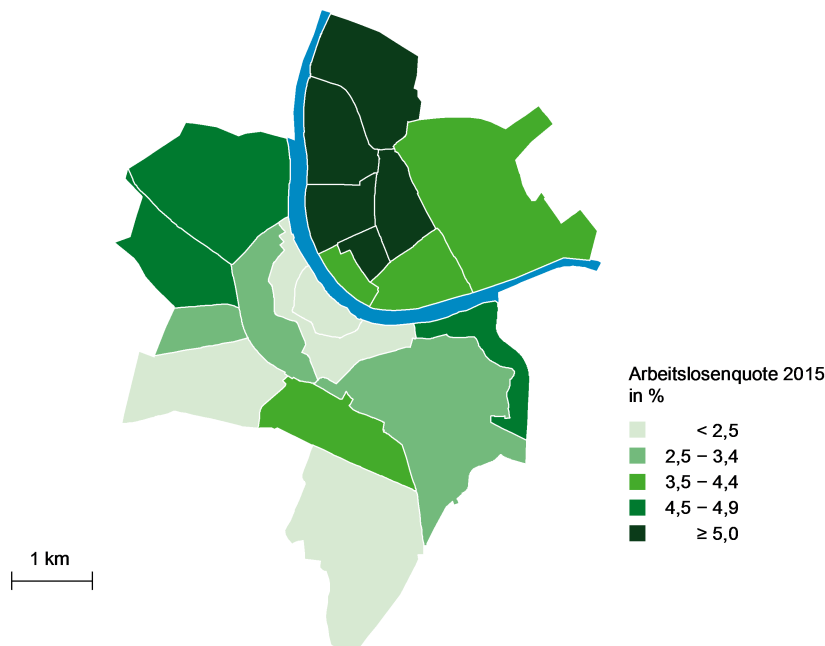 Arbeitslosenquote 2015
in %
< 2,5
2,5 – 3,4
3,5 – 4,4
4,5 – 4,9
≥ 5,0
1 km